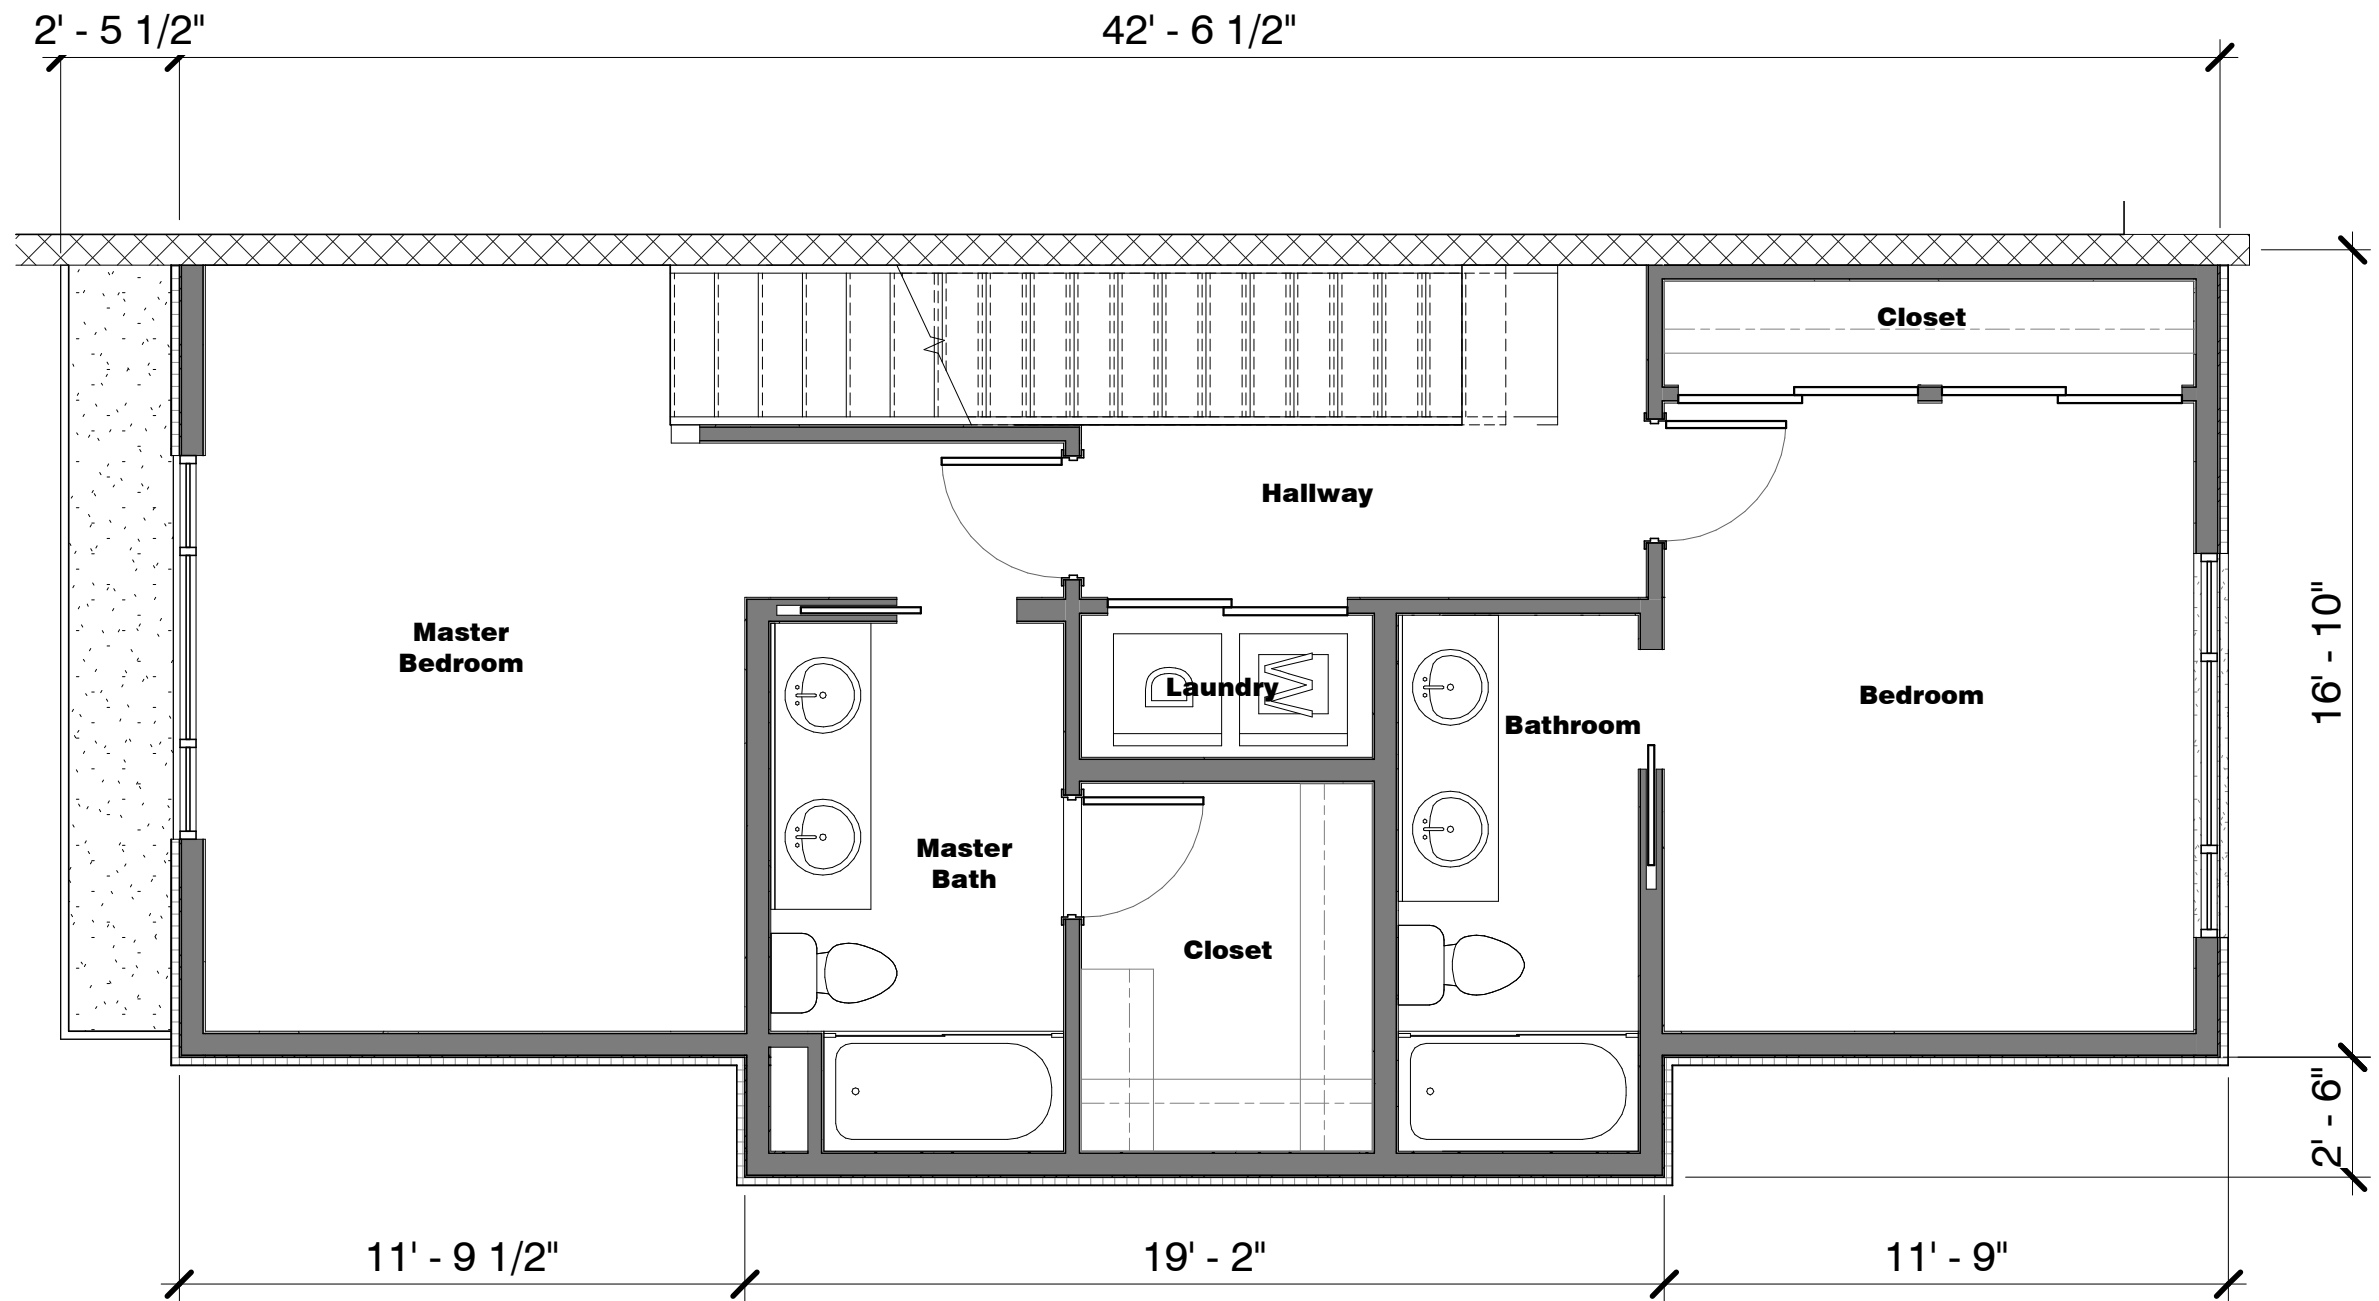 2' - 5 1/2"
42' - 6 1/2"
Closet
Hallway
Master
Bedroom
D
W
Laundry
Bathroom
Bedroom
16' - 10"
Master
Bath
Closet
2' - 6"
11' - 9 1/2"
19' - 2"
11' - 9"